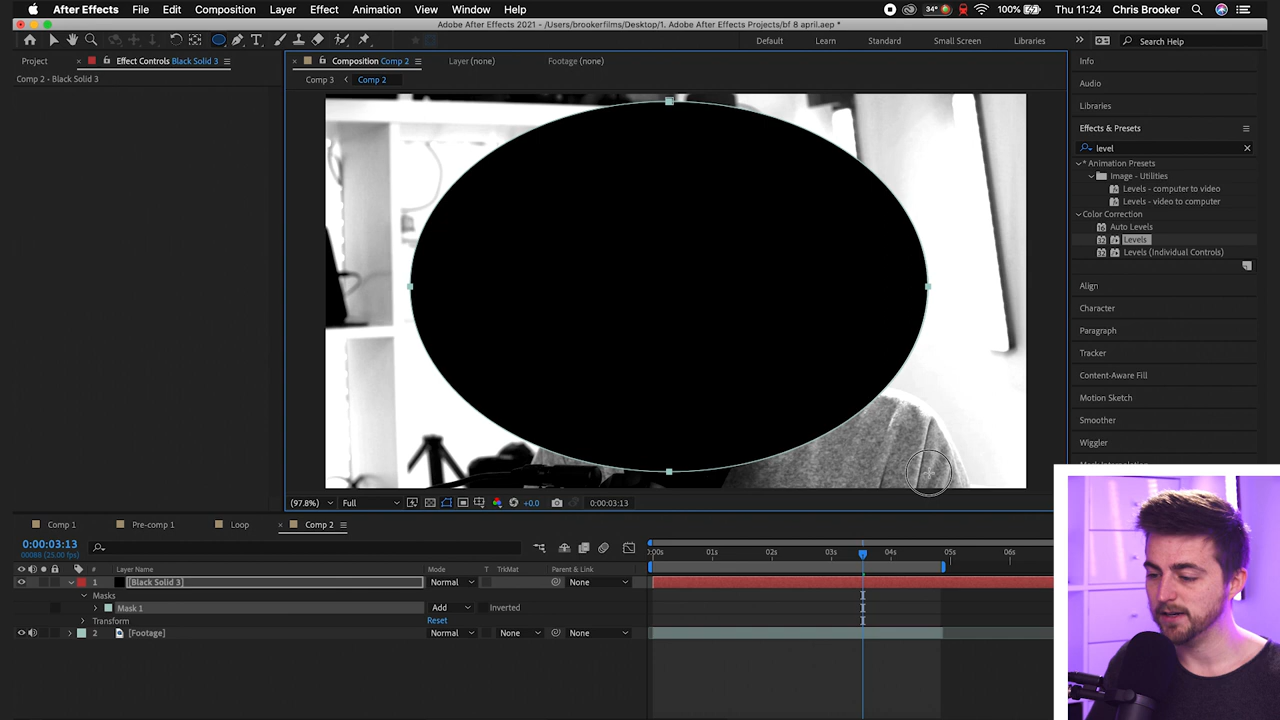 After Effects File Edit Composition Layer Effect Animation View Window Help 34° 100% Thu 11:24 Chris Brooker
Adobe After Effects 2021 - /Users/brookerfilms/Desktop/1. Adobe After Effects Projects/bf 8 april.aep *
Default Learn Standard Small Screen Libraries Search Help
Project Effect Controls Black Solid 3 Composition Comp 2 Layer (none) Footage (none) Info
Comp 2 • Black Solid 3 Comp 3 Comp 2
Audio
Libraries
Effects & Presets
level
* Animation Presets
Image - Utilities
Levels - computer to video
Levels - video to computer
Color Correction
Auto Levels
Levels
Levels (Individual Controls)
Align
Character
Paragraph
Tracker
Content-Aware Fill
Motion Sketch
Smoother
Wiggler
(97.8%) Full +0.0 0:00:03:13
Comp 1 Pre-comp 1 Loop Comp 2
0:00:03:13
00088 (25.00 fps)
:00s 01s 02s 03s 04s 05s 06s
# Layer Name Mode T TrkMat Parent & Link
1 [Black Solid 3] Normal None
Masks
Mask 1 Add Inverted
Transform Reset
2 [Footage] Normal None None